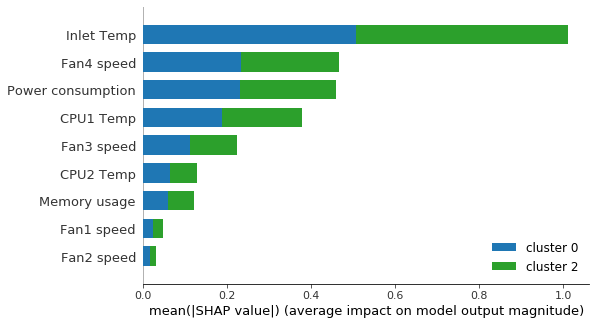 Inlet Temp
Fan4 speed
Power consumption
CPU1 Temp
Fan3 speed
CPU2 Temp
Memory usage
Fan1 speed
Fan2 speed
cluster 0
cluster 2
0.0 0.2 0.4 0.6 0.8 1.0
mean(|SHAP value|) (average impact on model output magnitude)